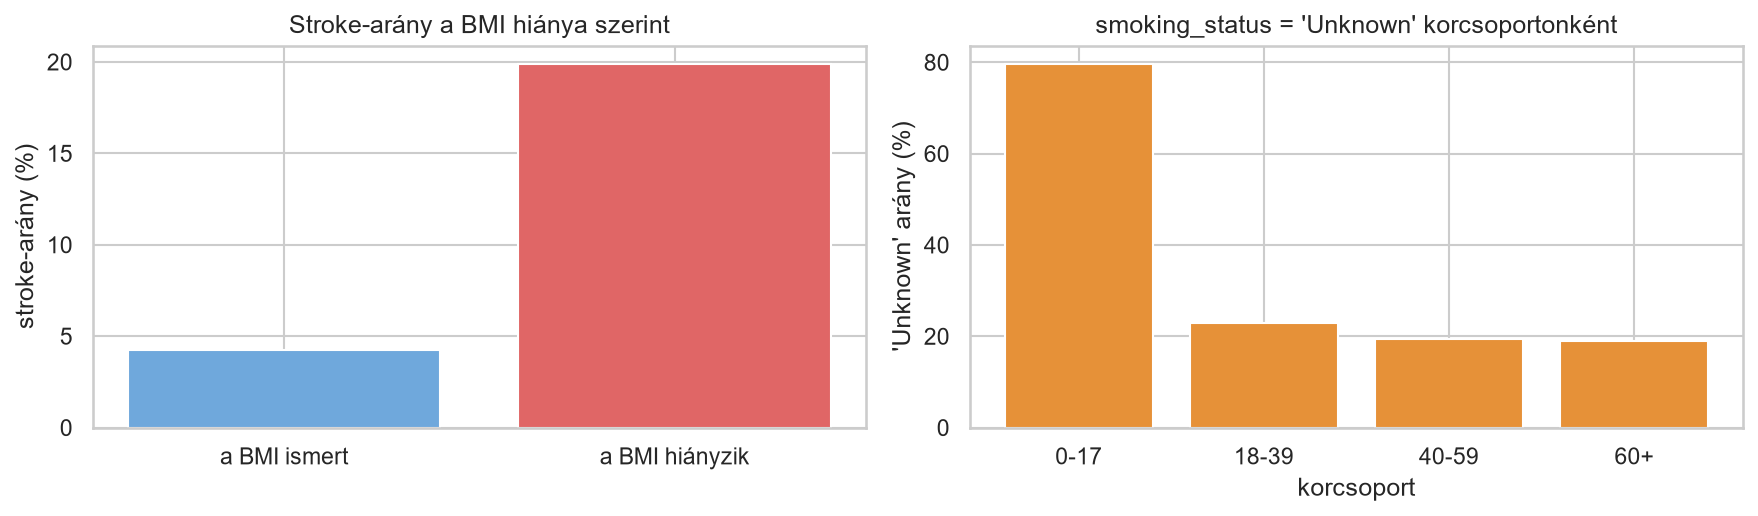 Stroke-arány a BMI hiánya szerint
stroke-arány (%)
20
15
10
5
0
a BMI ismert
a BMI hiányzik
smoking_status = 'Unknown' korcsoportonként
'Unknown' arány (%)
80
60
40
20
0
0-17
18-39
40-59
60+
korcsoport